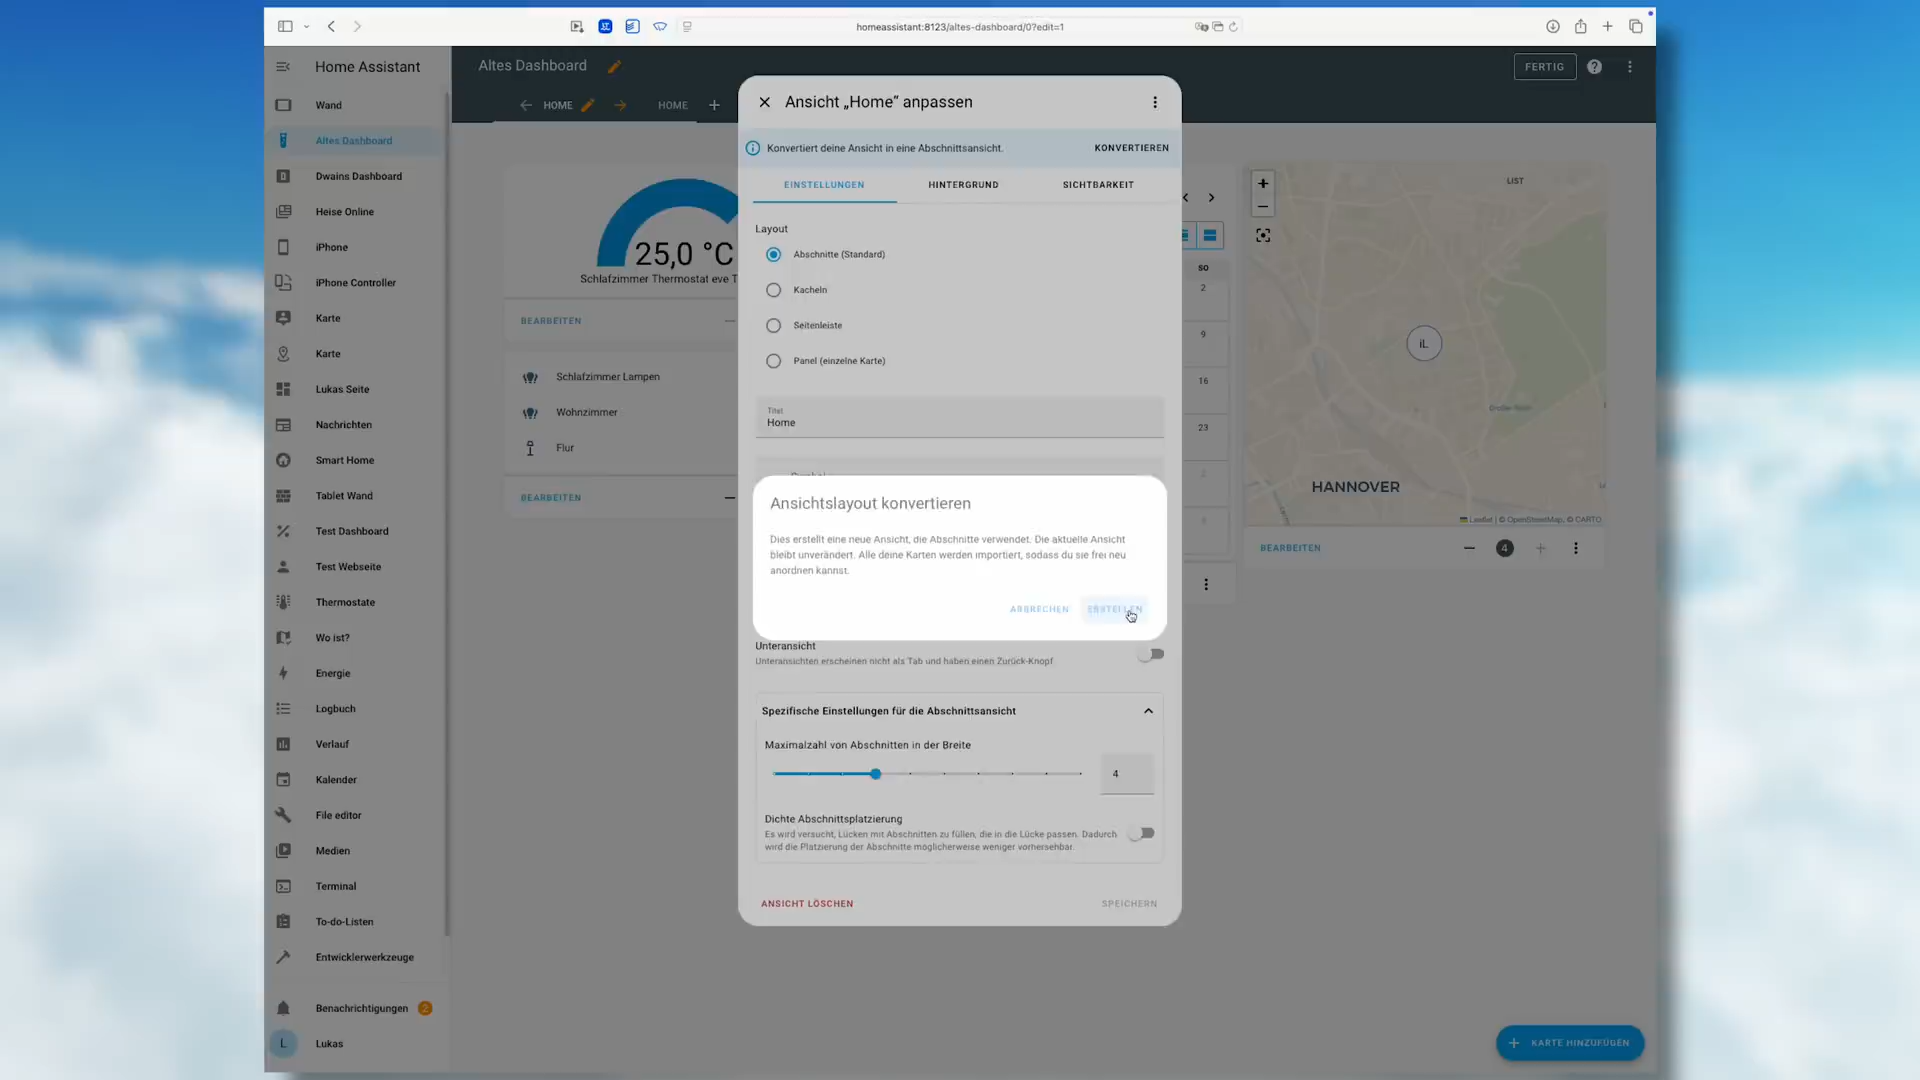 homeassistant:8123/altes-dashboard/0?edit=1
Home Assistant
Wand
Altes Dashboard
Dwains Dashboard
Heise Online
iPhone
iPhone Controller
Karte
Karte
Lukas Seite
Nachrichten
Smart Home
Tablet Wand
Test Dashboard
Test Webseite
Thermostate
Wo ist?
Energie
Logbuch
Verlauf
Kalender
File editor
Medien
Terminal
To-do-Listen
Entwicklerwerkzeuge
Benachrichtigungen 2
L Lukas
Altes Dashboard
FERTIG
HOME
HOME
25,0 °C
Schlafzimmer Thermostat eve T
BEARBEITEN
Schlafzimmer Lampen
Wohnzimmer
Flur
BEARBEITEN
Ansicht „Home“ anpassen
Konvertiert deine Ansicht in eine Abschnittsansicht.
KONVERTIEREN
EINSTELLUNGEN
HINTERGRUND
SICHTBARKEIT
Layout
Abschnitte (Standard)
Kacheln
Seitenleiste
Panel (einzelne Karte)
Titel
Home
Ansichtslayout konvertieren
Dies erstellt eine neue Ansicht, die Abschnitte verwendet. Die aktuelle Ansicht
bleibt unverändert. Alle deine Karten werden importiert, sodass du sie frei neu
anordnen kannst.
ABBRECHEN
ERSTELLEN
Unteransicht
Unteransichten erscheinen nicht als Tab und haben einen Zurück-Knopf
Spezifische Einstellungen für die Abschnittsansicht
Maximalzahl von Abschnitten in der Breite
4
Dichte Abschnittsplatzierung
Es wird versucht, Lücken mit Abschnitten zu füllen, die in die Lücke passen. Dadurch
wird die Platzierung der Abschnitte möglicherweise weniger vorhersehbar.
ANSICHT LÖSCHEN
SPEICHERN
SO
2
9
16
23
LIST
iL
HANNOVER
Leaflet | © OpenStreetMap, © CARTO
BEARBEITEN
4
KARTE HINZUFÜGEN